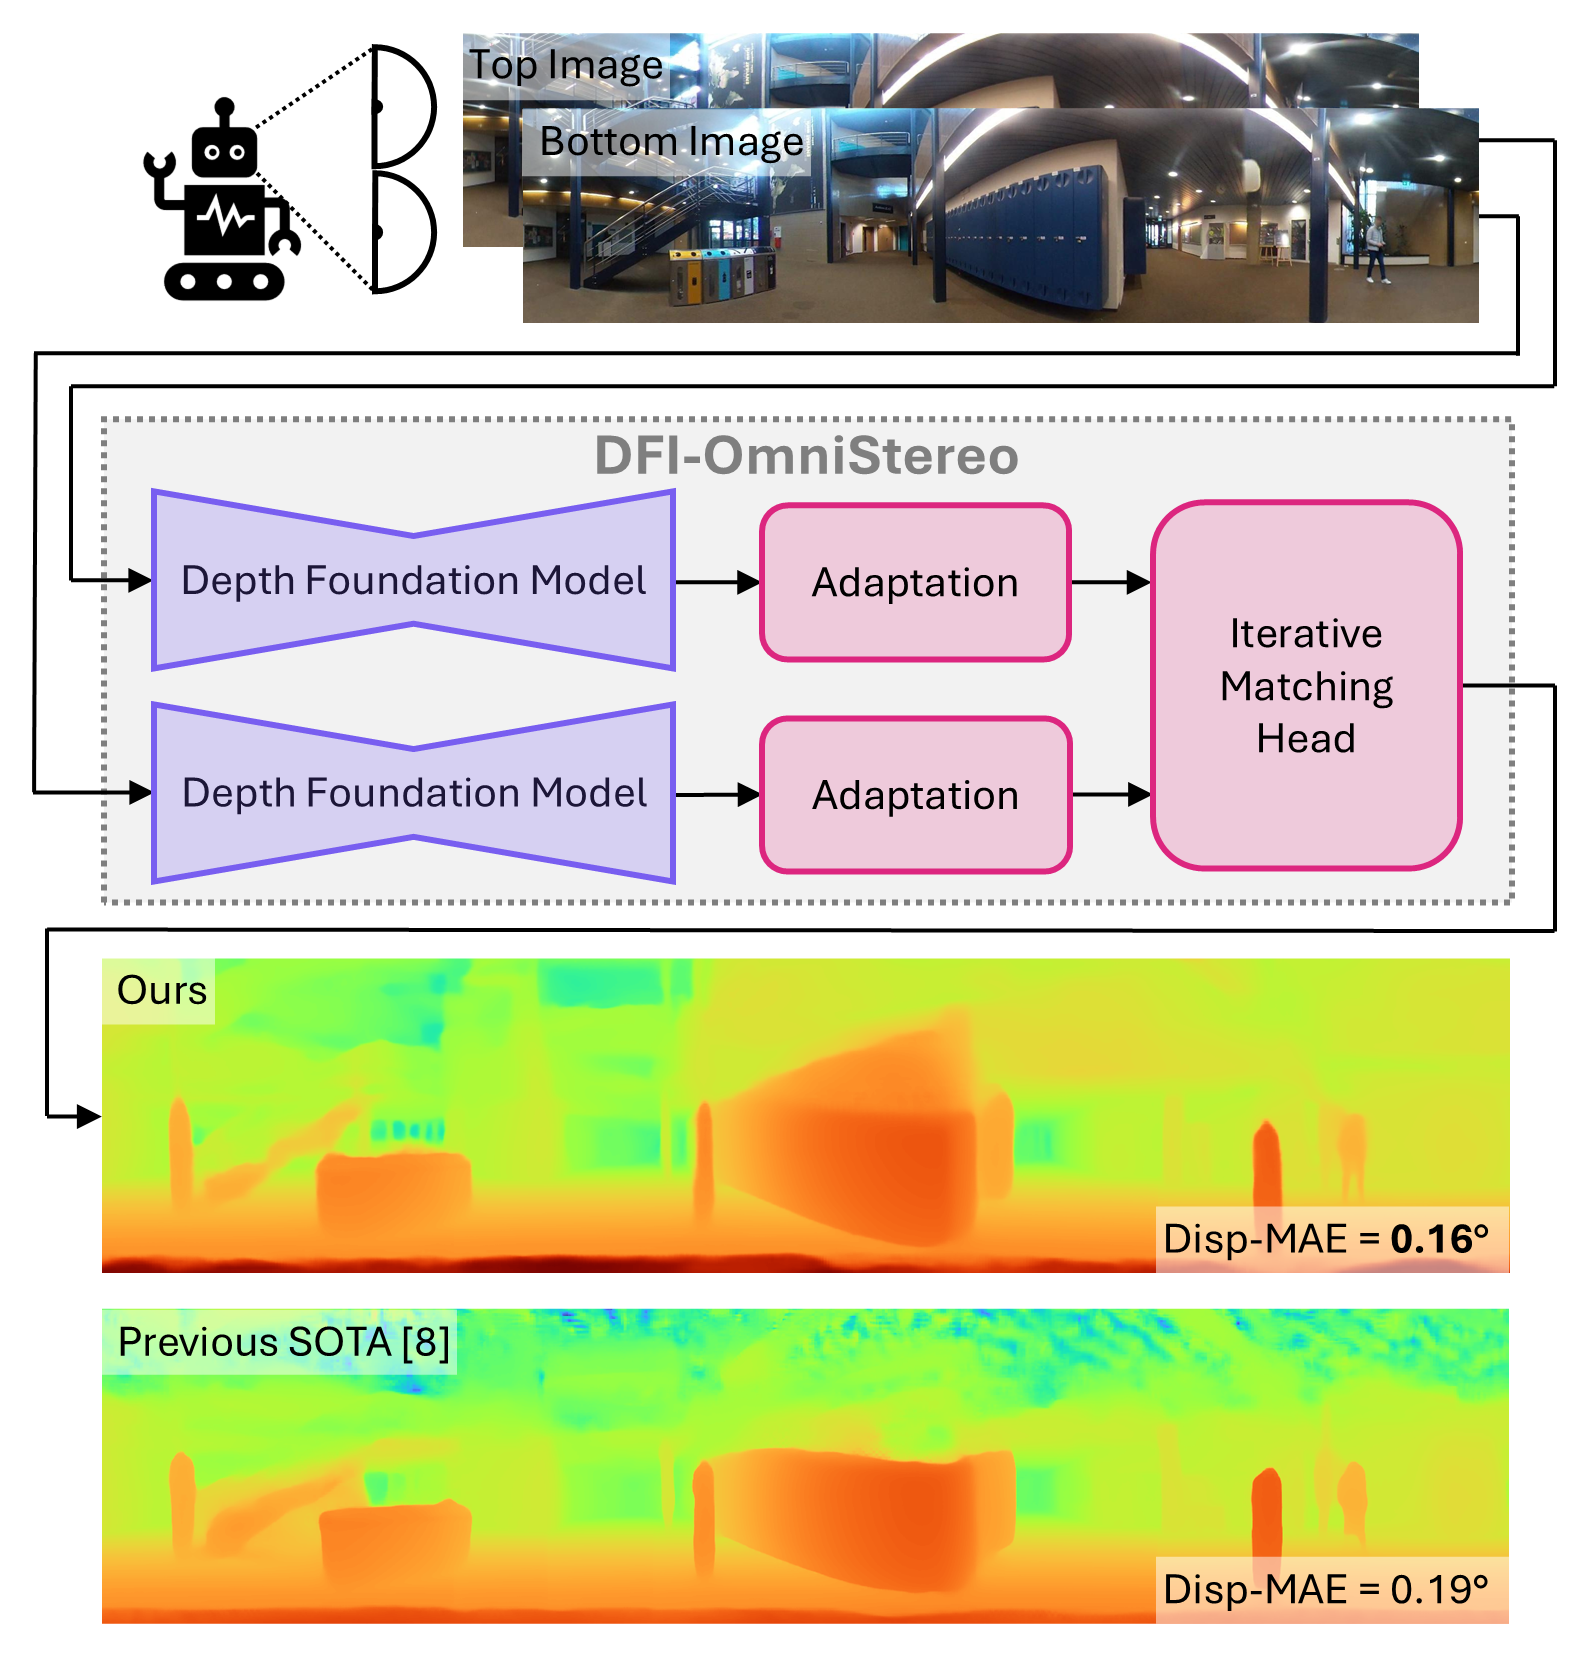 Top Image
Bottom Image
DFI-OmniStereo
Depth Foundation Model
Adaptation
Iterative
Matching
Head
Depth Foundation Model
Adaptation
Ours
Disp-MAE = 0.16°
Previous SOTA [8]
Disp-MAE = 0.19°